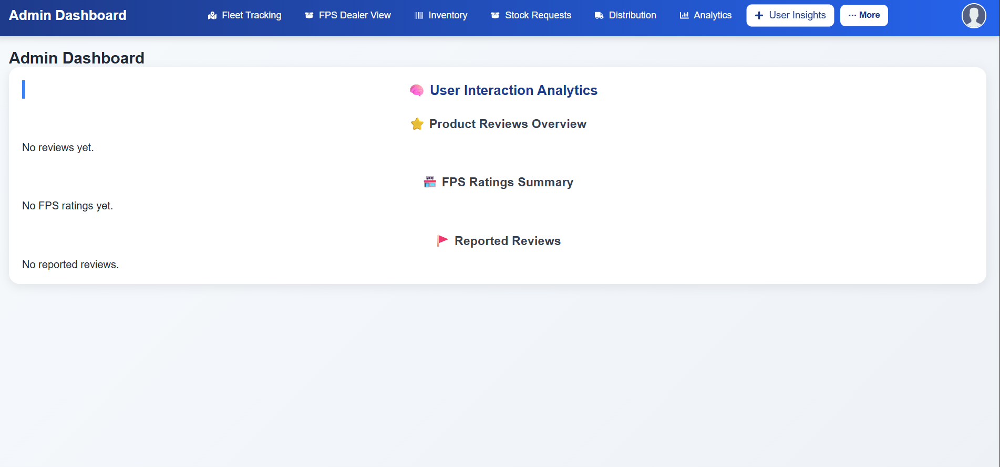 Admin Dashboard Fleet Tracking FPS Dealer View Inventory Stock Requests Distribution Analytics User Insights More
Admin Dashboard
User Interaction Analytics
Product Reviews Overview
No reviews yet.
FPS Ratings Summary
No FPS ratings yet.
Reported Reviews
No reported reviews.